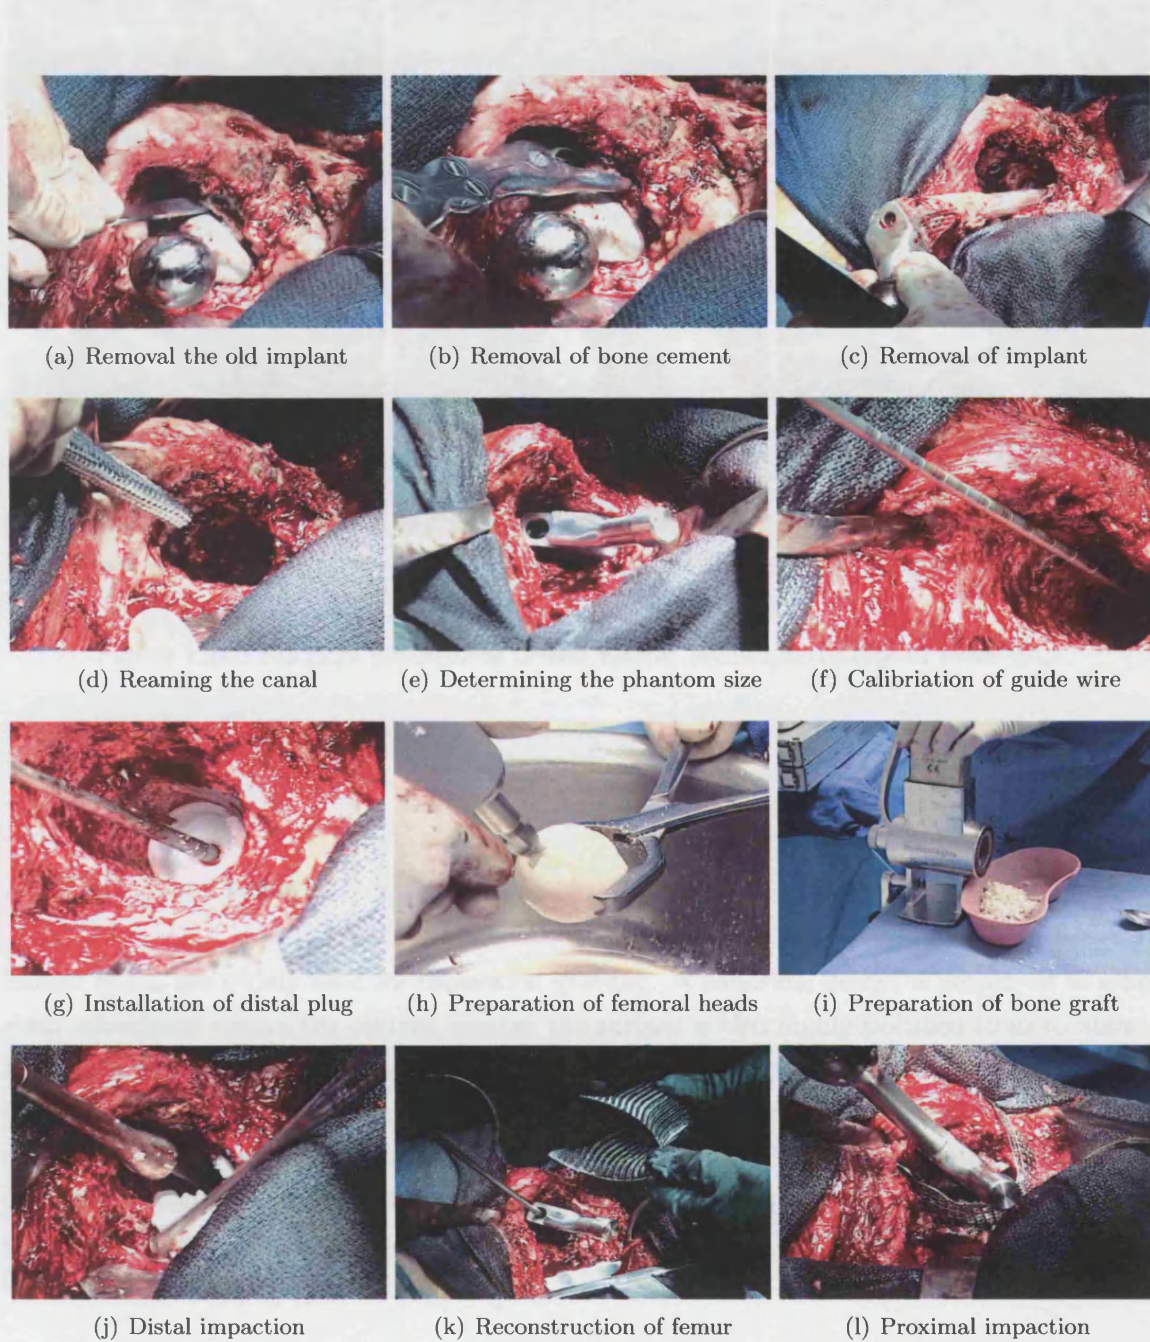 (a) Removal the old implant
(b) Removal of bone cement
(c) Removal of implant
(d) Reaming the canal
(e) Determining the phantom size
(f) Calibriation of guide wire
(g) Installation of distal plug
(h) Preparation of femoral heads
(i) Preparation of bone graft
(j) Distal impaction
(k) Reconstruction of femur
(l) Proximal impaction